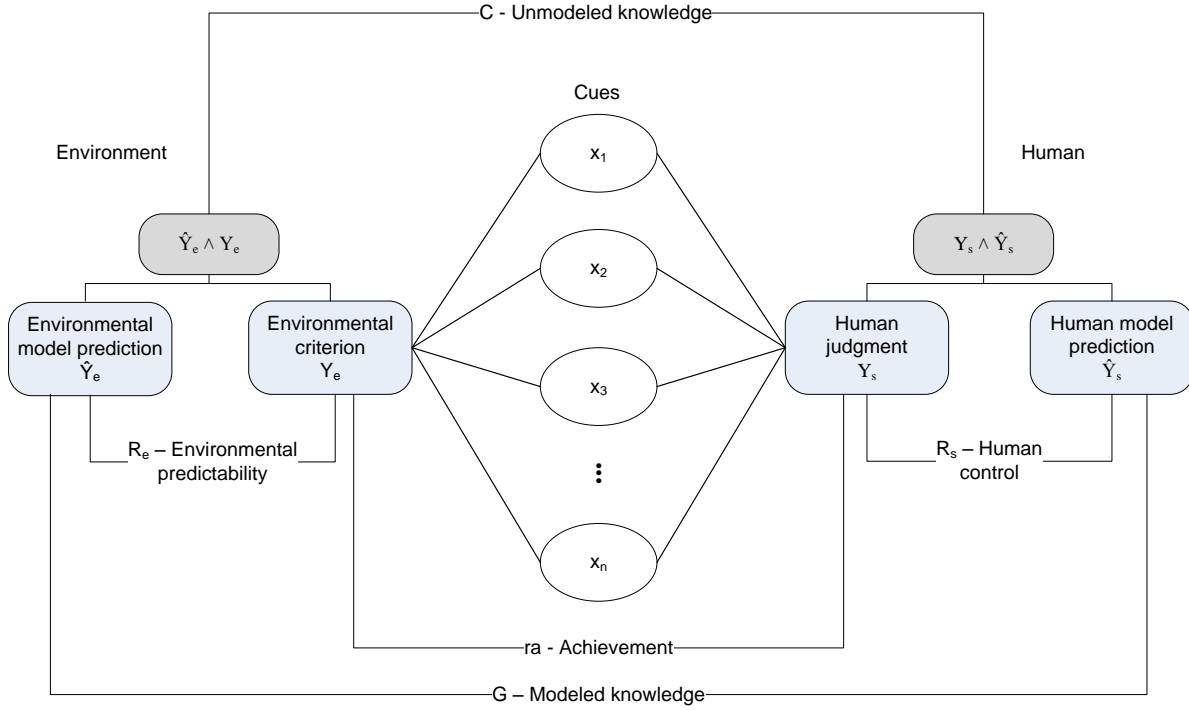 C - Unmodeled knowledge
Cues
Environment
x₁
Human
Ŷₑ ∧ Yₑ
Yₛ ∧ Ŷₛ
x₂
Environmental
model prediction
Ŷₑ
Environmental
criterion
Yₑ
Human
judgment
Yₛ
Human model
prediction
Ŷₛ
x₃
Rₑ – Environmental
predictability
Rₛ – Human
control
xₙ
ra - Achievement
G – Modeled knowledge